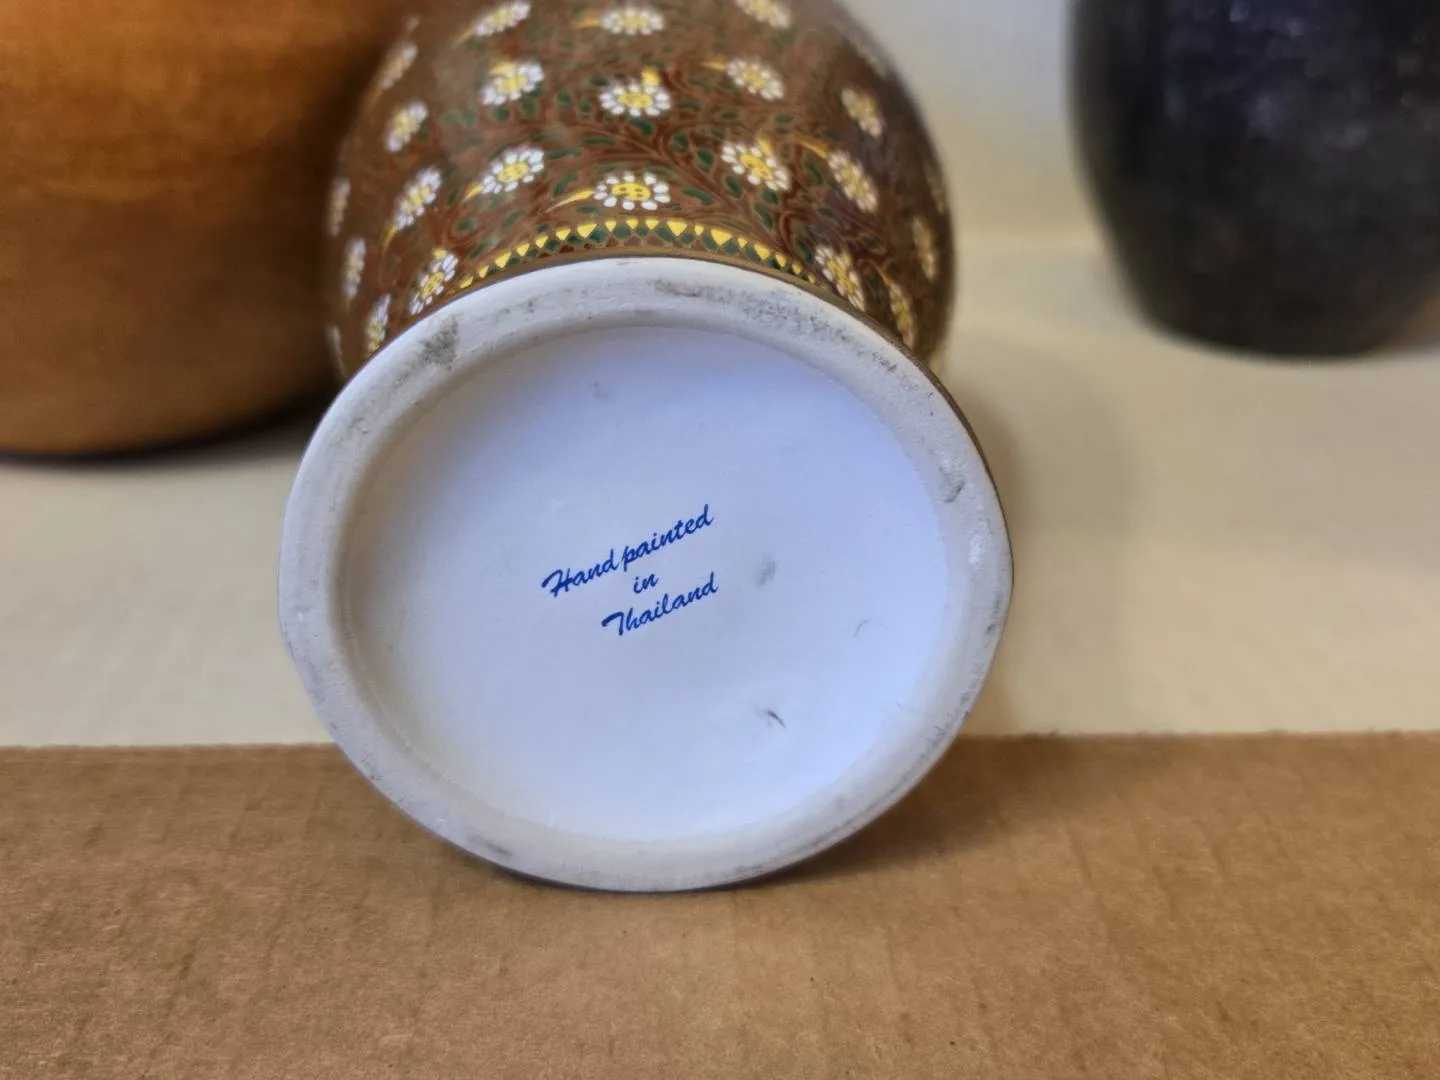 Hand painted
in
Thailand